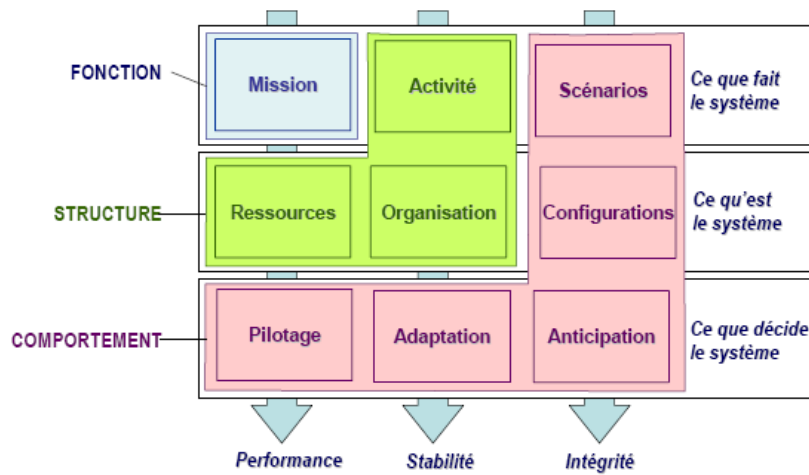 FONCTION
Mission
Activité
Scénarios
Ce que fait
le système
STRUCTURE
Ressources
Organisation
Configurations
Ce qu'est
le système
COMPORTEMENT
Pilotage
Adaptation
Anticipation
Ce que décide
le système
Performance
Stabilité
Intégrité